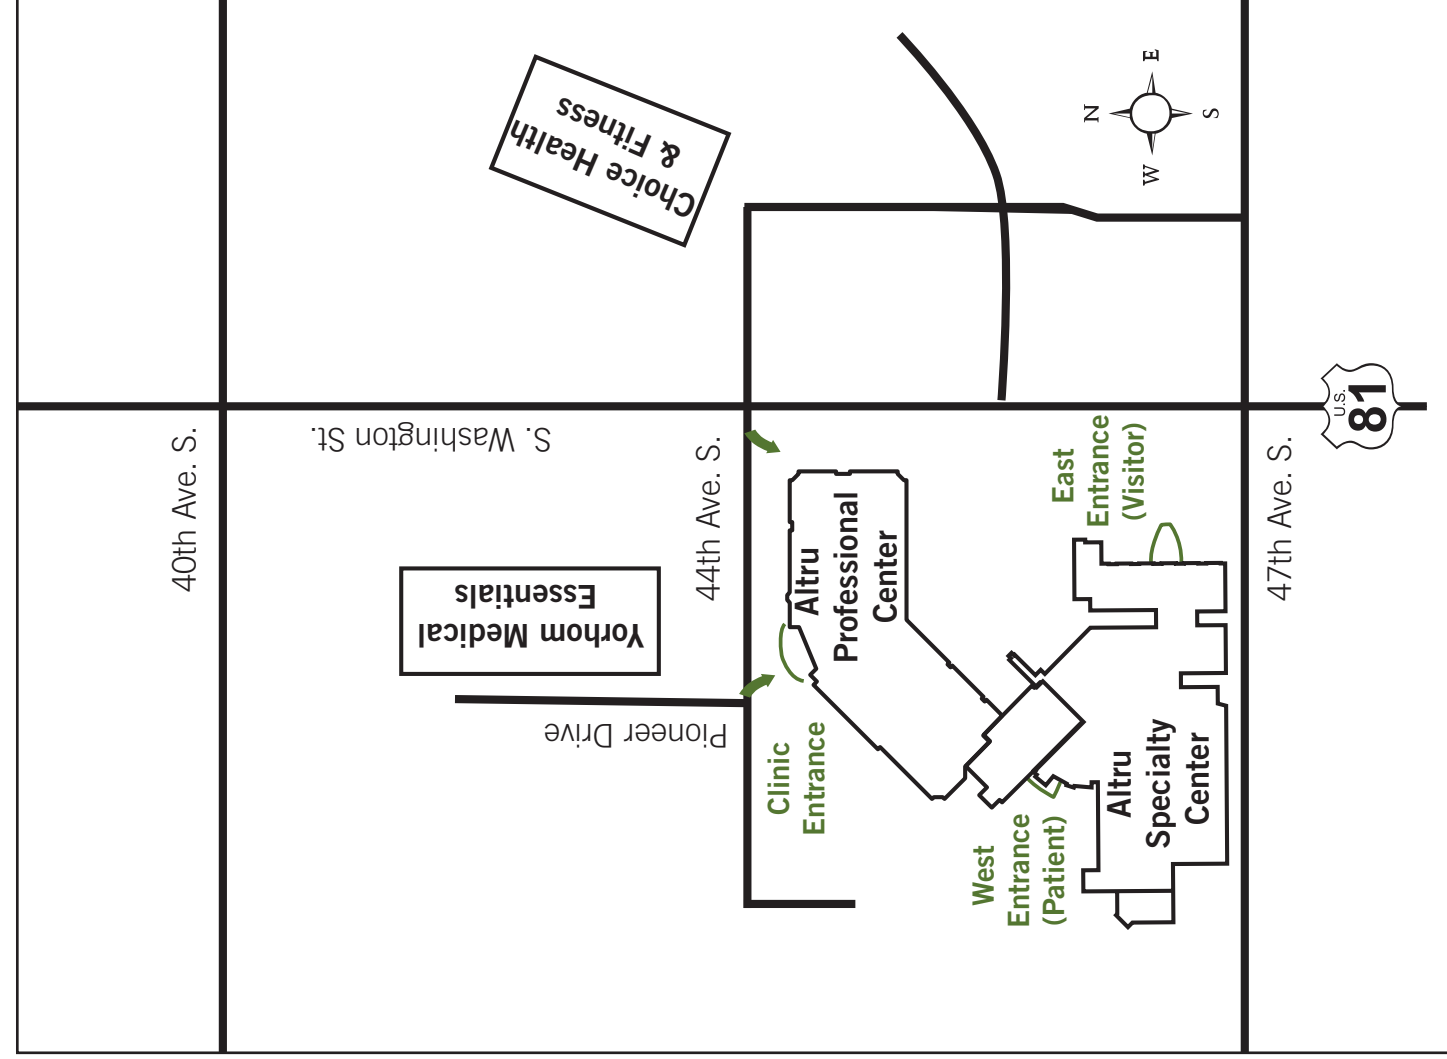 40th Ave. S.
S. Washington St.
Choice Health
& Fitness
Yorhom Medical
Essentials
Pioneer Drive
44th Ave. S.
Clinic
Entrance
Altru
Professional
Center
West
Entrance
(Patient)
East
Entrance
(Visitor)
Altru
Specialty
Center
47th Ave. S.
U.S.
81
N
E
S
W